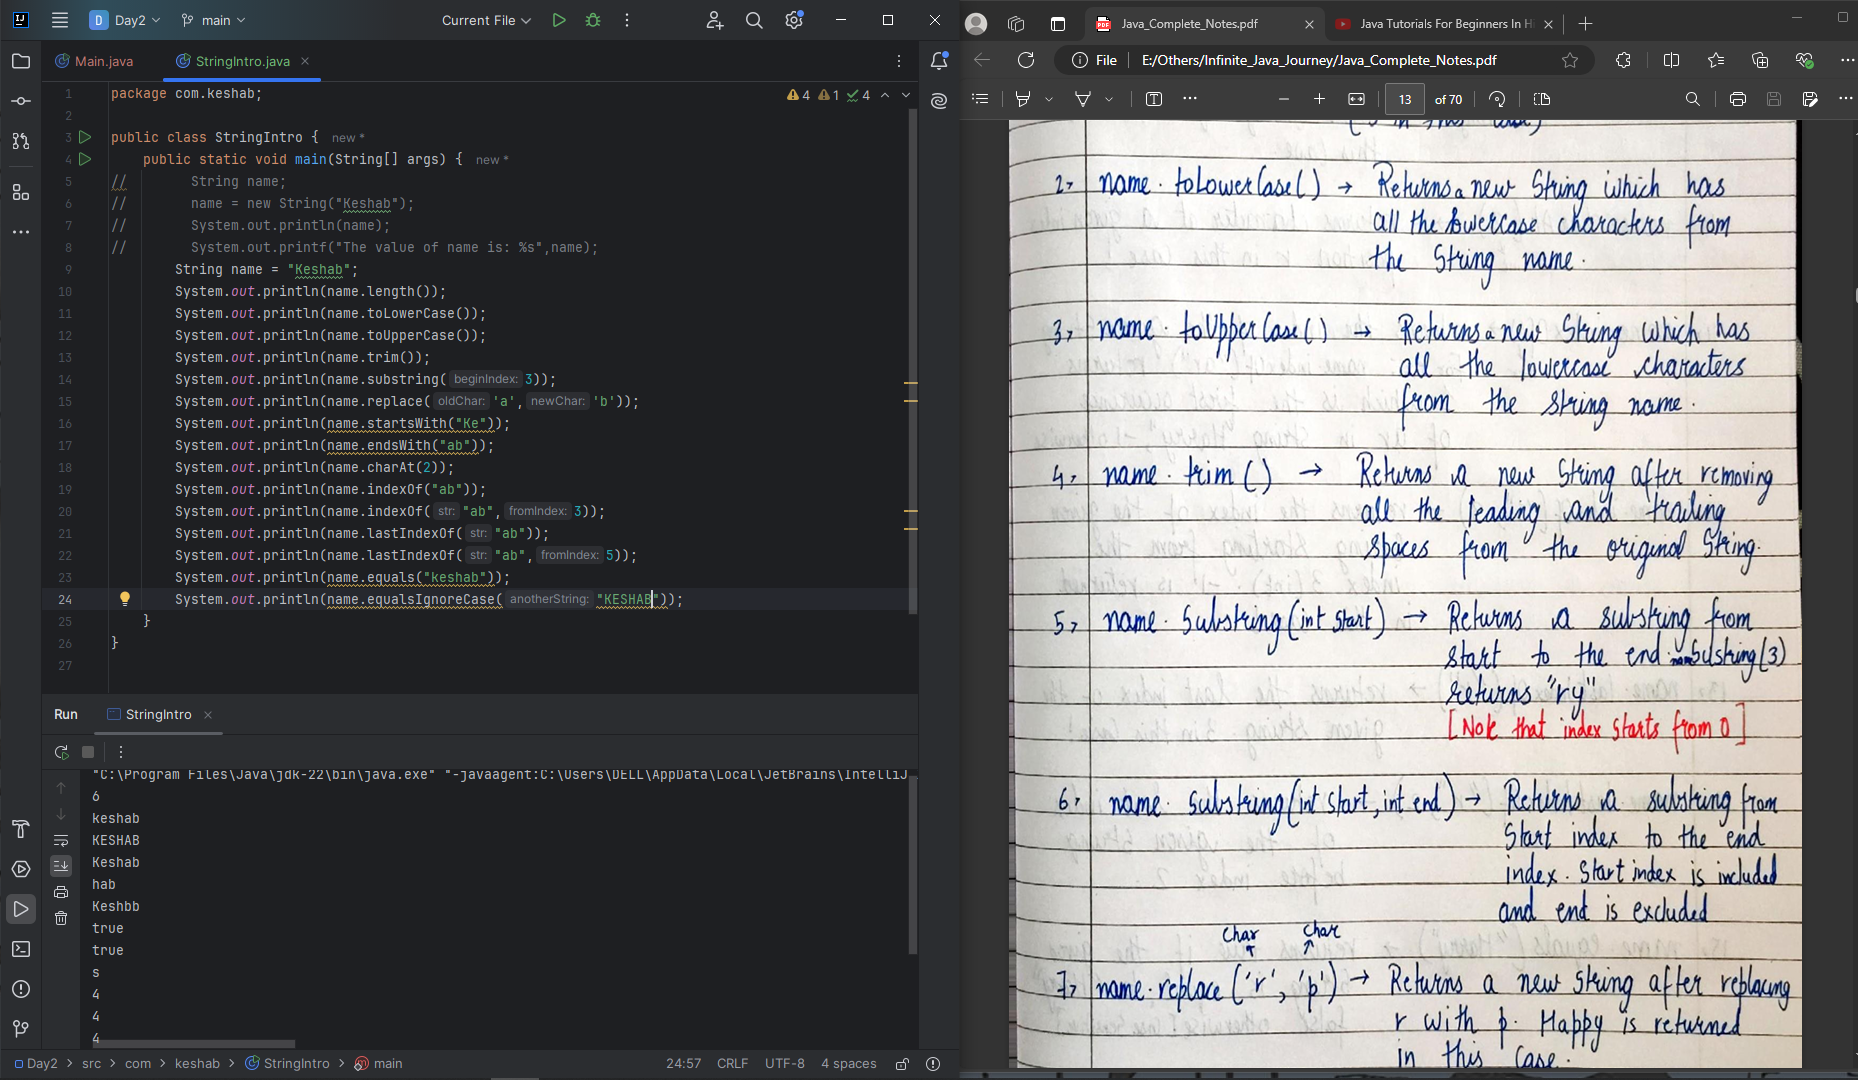 Day2
main
Current File
Main.java
StringIntro.java
4 1 4
1 package com.keshab;
2
3 public class StringIntro { new *
4 public static void main(String[] args) { new *
5 // String name;
6 // name = new String("Keshab");
7 // System.out.println(name);
8 // System.out.printf("The value of name is: %s",name);
9 String name = "Keshab";
10 System.out.println(name.length());
11 System.out.println(name.toLowerCase());
12 System.out.println(name.toUpperCase());
13 System.out.println(name.trim());
14 System.out.println(name.substring( beginIndex: 3));
15 System.out.println(name.replace( oldChar: 'a', newChar: 'b'));
16 System.out.println(name.startsWith("Ke"));
17 System.out.println(name.endsWith("ab"));
18 System.out.println(name.charAt(2));
19 System.out.println(name.indexOf("ab"));
20 System.out.println(name.indexOf( str: "ab", fromIndex: 3));
21 System.out.println(name.lastIndexOf( str: "ab"));
22 System.out.println(name.lastIndexOf( str: "ab", fromIndex: 5));
23 System.out.println(name.equals("keshab"));
24 System.out.println(name.equalsIgnoreCase( anotherString: "KESHAB"));
25 }
26 }
27
Run StringIntro
"C:\Program Files\Java\jdk-22\bin\java.exe" "-javaagent:C:\Users\DELL\AppData\Local\JetBrains\IntelliJ
6
keshab
KESHAB
Keshab
hab
Keshbb
true
true
s
4
4
4
Day2 > src > com > keshab > StringIntro > main
24:57 CRLF UTF-8 4 spaces
Java_Complete_Notes.pdf
Java Tutorials For Beginners In H
File E:/Others/Infinite_Java_Journey/Java_Complete_Notes.pdf
13 of 70
2, name. toLowerCase() → Returns a new String which has
all the lowercase characters from
the String name.
3, name. toUpperCase() → Returns a new String which has
all the lowercase characters
from the string name.
4, name. trim () → Returns a new String after removing
all the leading and trailing
spaces from the original String.
5, name. Substring(int start) → Returns a substring from
start to the end. Substring(3)
returns "ry"
[Note that index starts from 0]
6, name. substring(int start, int end) → Returns a substring from
Start index to the end
index. Start index is included
and end is excluded
char char
7, name.replace ('r', 'p') → Returns a new string after replacing
r with p. Happy is returned
in this case.